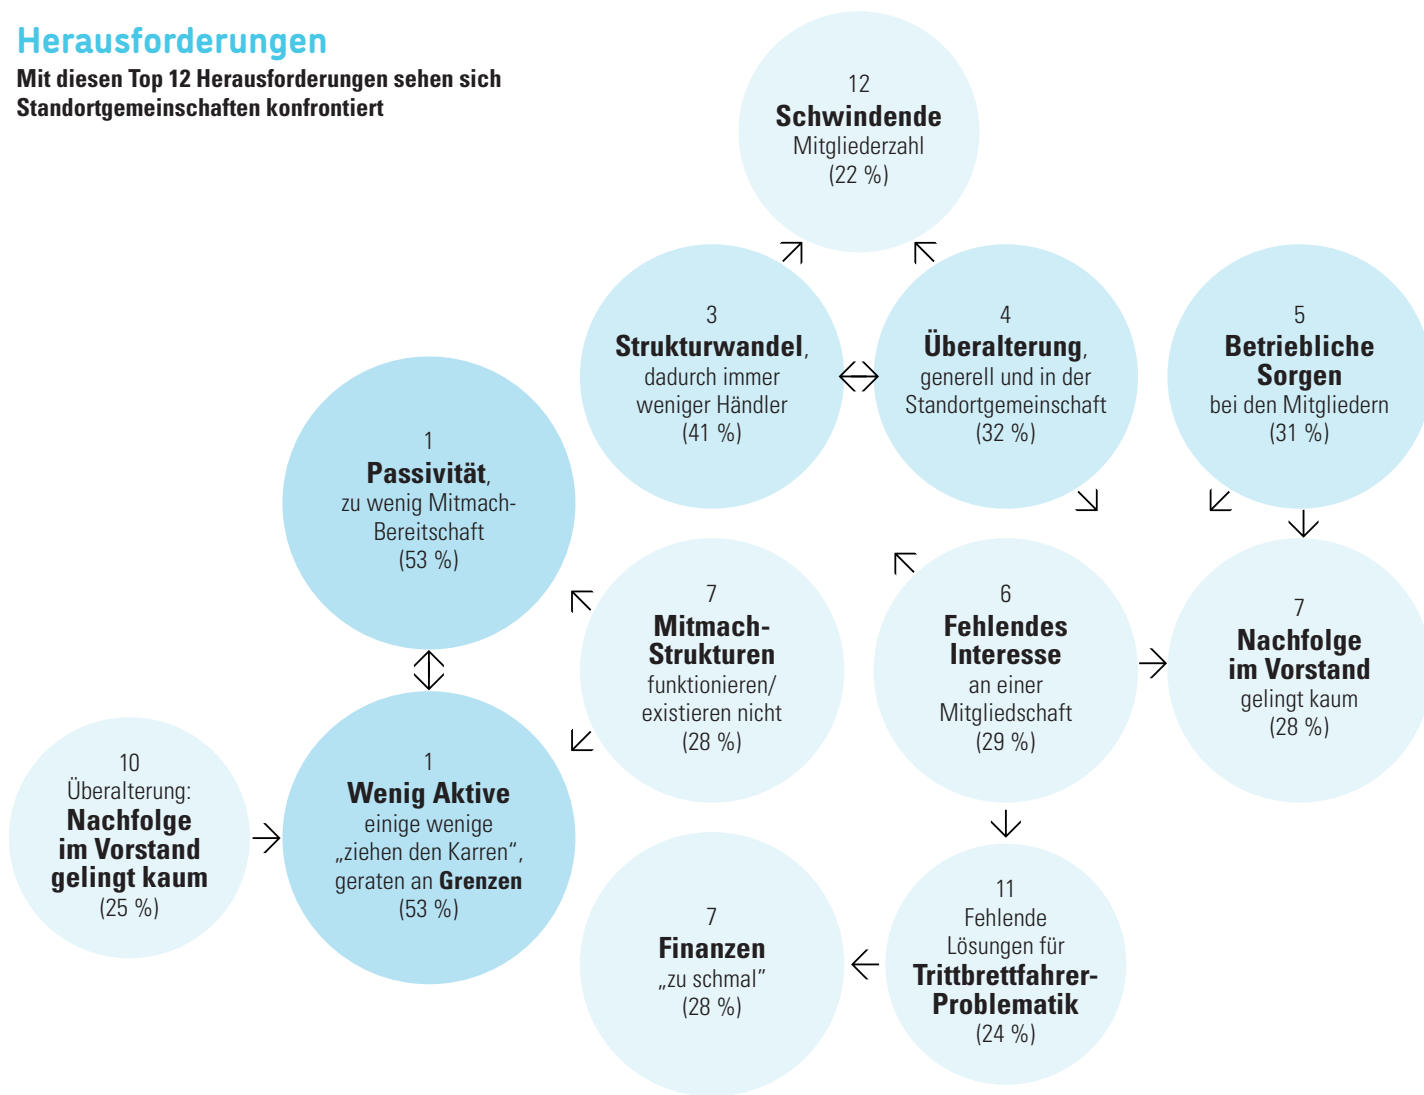 Herausforderungen
Mit diesen Top 12 Herausforderungen sehen sich
Standortgemeinschaften konfrontiert
12
Schwindende
Mitgliederzahl
(22 %)
3
Strukturwandel,
dadurch immer
weniger Händler
(41 %)
4
Überalterung,
generell und in der
Standortgemeinschaft
(32 %)
5
Betriebliche
Sorgen
bei den Mitgliedern
(31 %)
1
Passivität,
zu wenig Mitmach-
Bereitschaft
(53 %)
7
Mitmach-
Strukturen
funktionieren/
existieren nicht
(28 %)
6
Fehlendes
Interesse
an einer
Mitgliedschaft
(29 %)
7
Nachfolge
im Vorstand
gelingt kaum
(28 %)
10
Überalterung:
Nachfolge
im Vorstand
gelingt kaum
(25 %)
1
Wenig Aktive
einige wenige
„ziehen den Karren“,
geraten an Grenzen
(53 %)
7
Finanzen
„zu schmal”
(28 %)
11
Fehlende
Lösungen für
Trittbrettfahrer-
Problematik
(24 %)